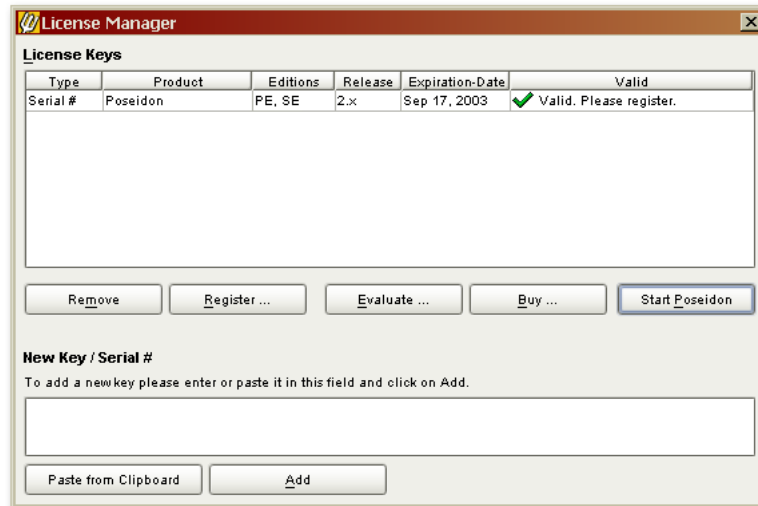 License Manager
License Keys
Type Product Editions Release Expiration-Date Valid
Serial # Poseidon PE, SE 2.x Sep 17, 2003 Valid. Please register.
Remove Register ... Evaluate ... Buy ... Start Poseidon
New Key / Serial #
To add a new key please enter or paste it in this field and click on Add.
Paste from Clipboard Add